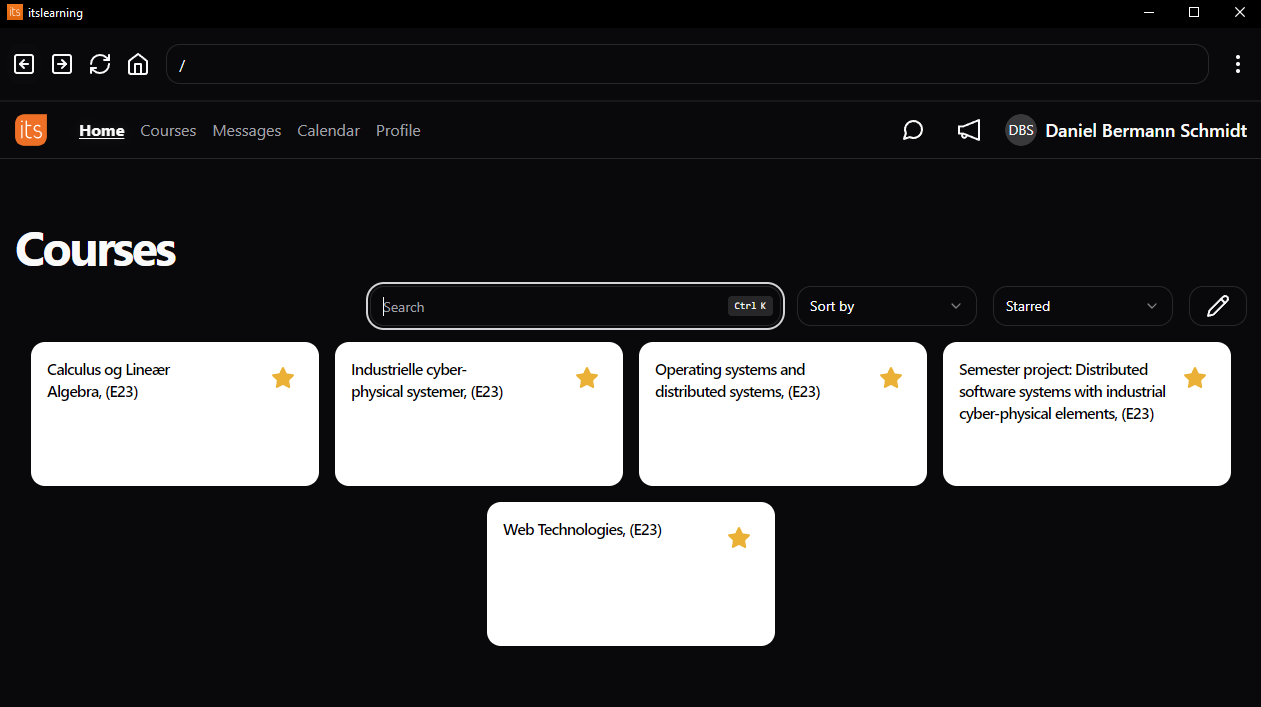 its itslearning
/
its Home Courses Messages Calendar Profile DBS Daniel Bermann Schmidt
Courses
Search Ctrl K Sort by Starred
Calculus og Lineær
Algebra, (E23)
Industrielle cyber-
physical systemer, (E23)
Operating systems and
distributed systems, (E23)
Semester project: Distributed
software systems with industrial
cyber-physical elements, (E23)
Web Technologies, (E23)